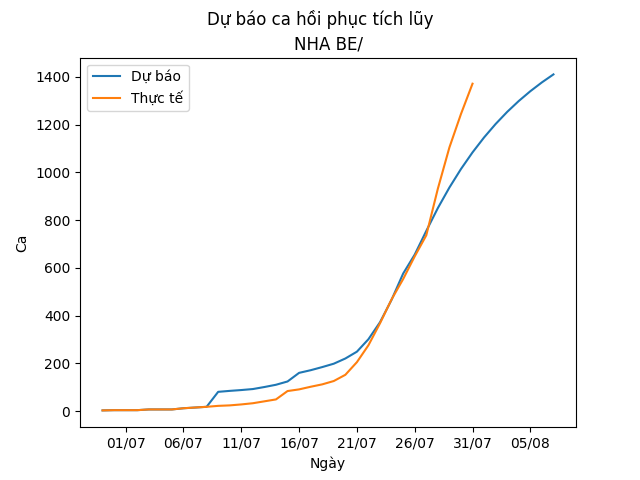 Dự báo ca hồi phục tích lũy
NHA BE/
Dự báo
Thực tế
1400
1200
1000
800
600
400
200
0
Ca
01/07 06/07 11/07 16/07 21/07 26/07 31/07 05/08
Ngày